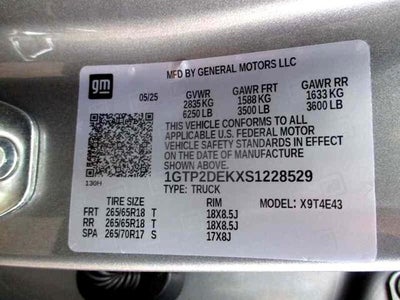 gm
MFD BY GENERAL MOTORS LLC
05/25 GVWR GAWR FRT GAWR RR
2835 KG 1588 KG 1633 KG
6250 LB 3500 LB 3600 LB
THIS VEHICLE CONFORMS TO ALL
APPLICABLE U.S. FEDERAL MOTOR
VEHICLE SAFETY STANDARDS IN EFFECT
ON THE DATE OF MANUFACTURE
SHOWN ABOVE.
130H
1GTP2DEKXS1228529
TYPE: TRUCK MODEL: X9T4E43
TIRE SIZE RIM
FRT 265/65R18 T 18X8.5J
RR 265/65R18 T 18X8.5J
SPA 265/70R17 S 17X8J